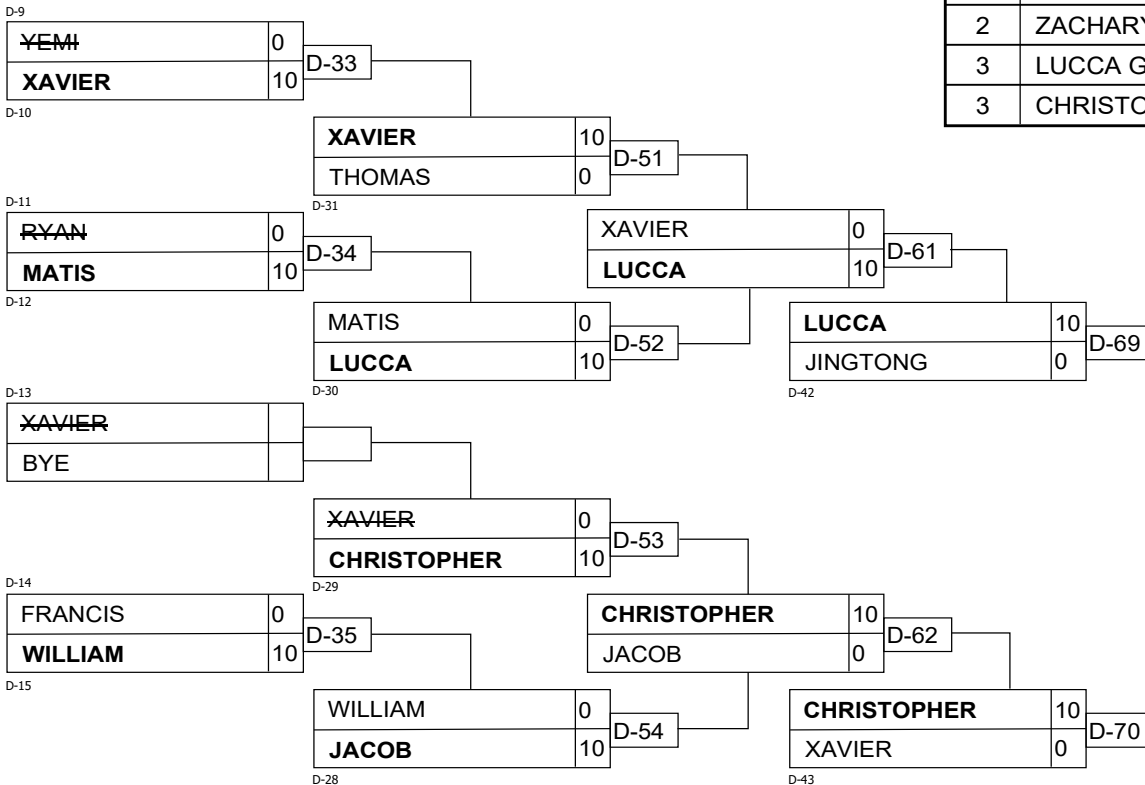 D-9
YEMI 0
XAVIER 10
D-33
D-10
2 ZACHARY
3 LUCCA G
3 CHRISTO
XAVIER 10
THOMAS 0
D-51
D-31
D-11
RYAN 0
MATIS 10
D-34
D-12
XAVIER 0
LUCCA 10
D-61
MATIS 0
LUCCA 10
D-52
D-30
LUCCA 10
JINGTONG 0
D-69
D-42
D-13
XAVIER
BYE
XAVIER 0
CHRISTOPHER 10
D-53
D-29
D-14
FRANCIS 0
WILLIAM 10
D-35
D-15
CHRISTOPHER 10
JACOB 0
D-62
WILLIAM 0
JACOB 10
D-54
D-28
CHRISTOPHER 10
XAVIER 0
D-70
D-43